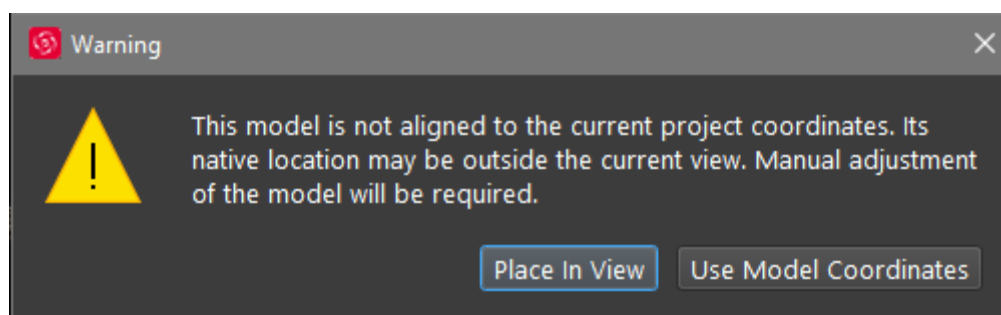 Warning
This model is not aligned to the current project coordinates. Its
native location may be outside the current view. Manual adjustment
of the model will be required.
Place In View
Use Model Coordinates